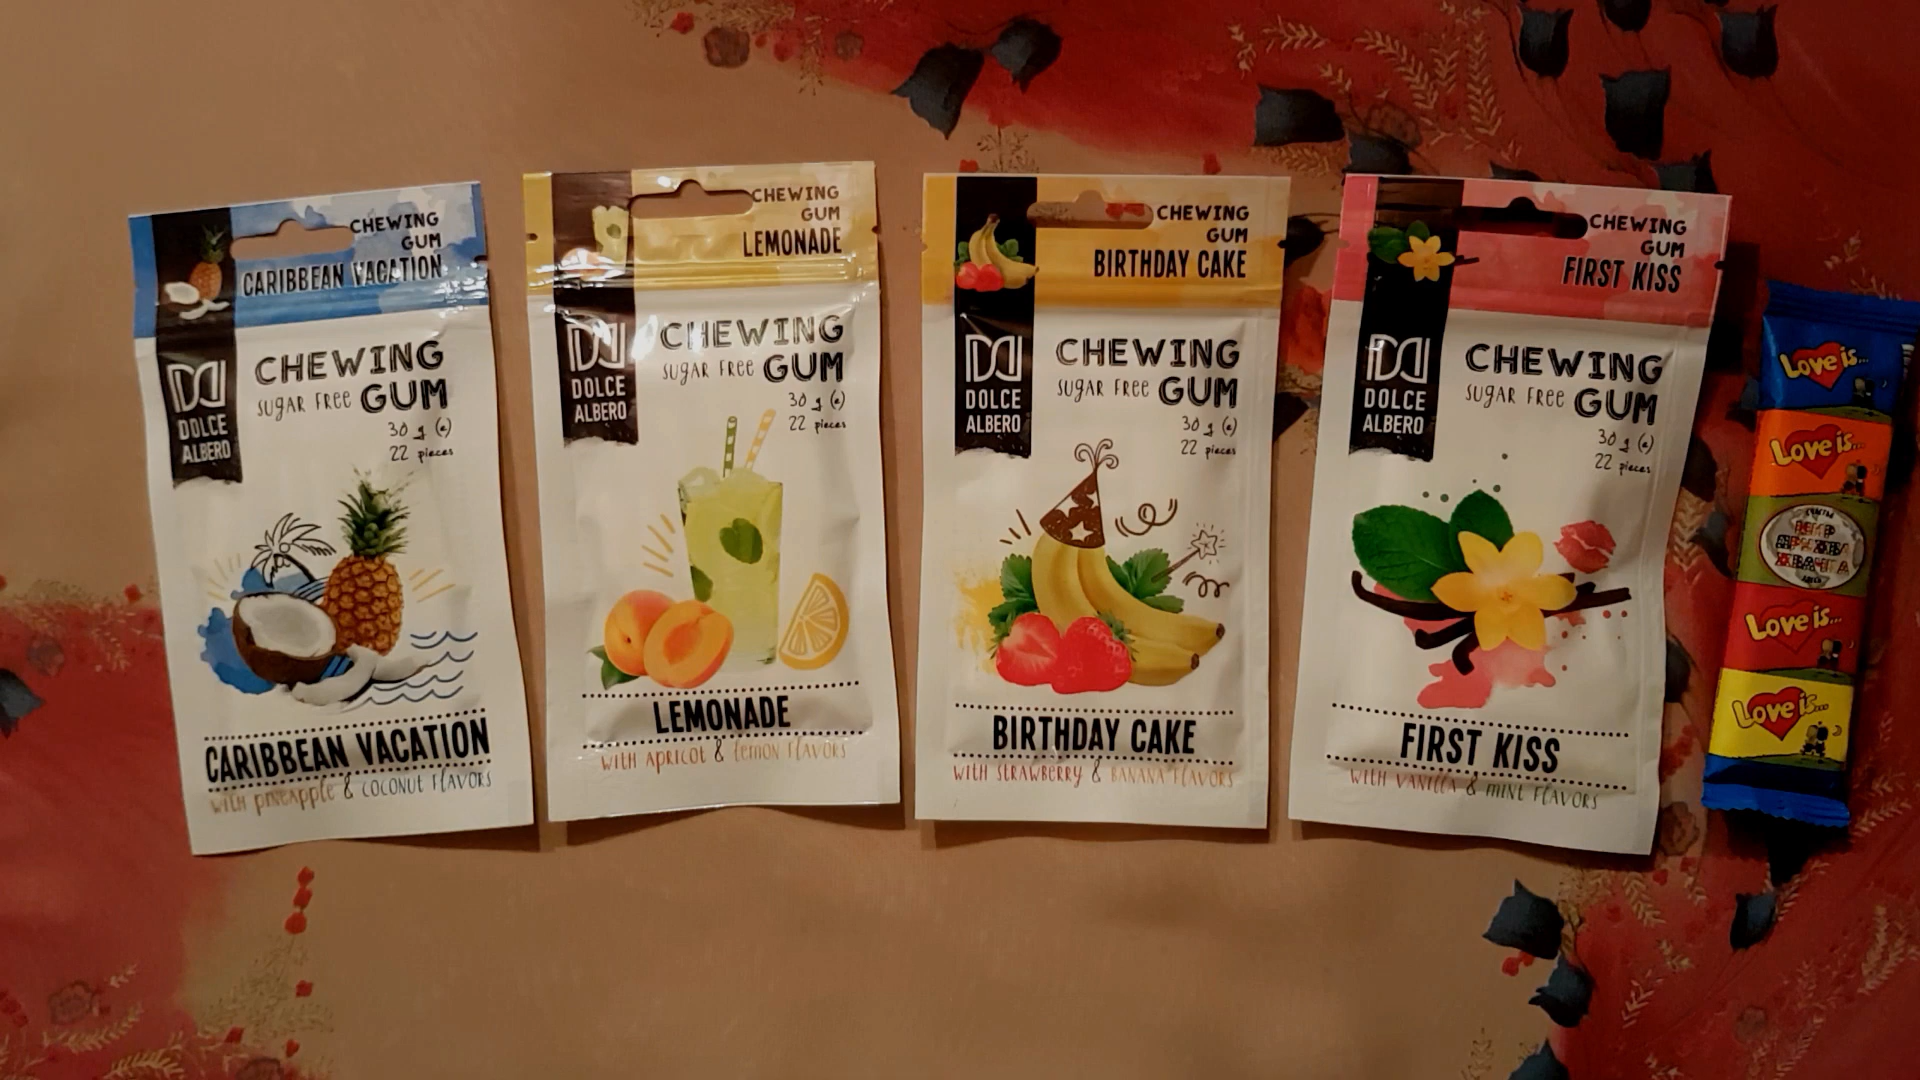 CHEWING
GUM
CARIBBEAN VACATION
DOLCE
ALBERO
CHEWING
SUGAR FREE GUM
30 g (e)
22 pieces
CARIBBEAN VACATION
WITH pineapple & COCONUT FLAVORS
CHEWING
GUM
LEMONADE
DOLCE
ALBERO
CHEWING
SUGAR FREE GUM
30 g (e)
22 pieces
LEMONADE
WITH APRICOT & LEMON FLAVORS
CHEWING
GUM
BIRTHDAY CAKE
DOLCE
ALBERO
CHEWING
SUGAR FREE GUM
30 g (e)
22 pieces
BIRTHDAY CAKE
WITH STRAWBERRY & BANANA FLAVORS
CHEWING
GUM
FIRST KISS
DOLCE
ALBERO
CHEWING
SUGAR FREE GUM
30 g (e)
22 pieces
FIRST KISS
WITH VANILLA & MINT FLAVORS
Love is...
Love is...
Love is...
Love is...